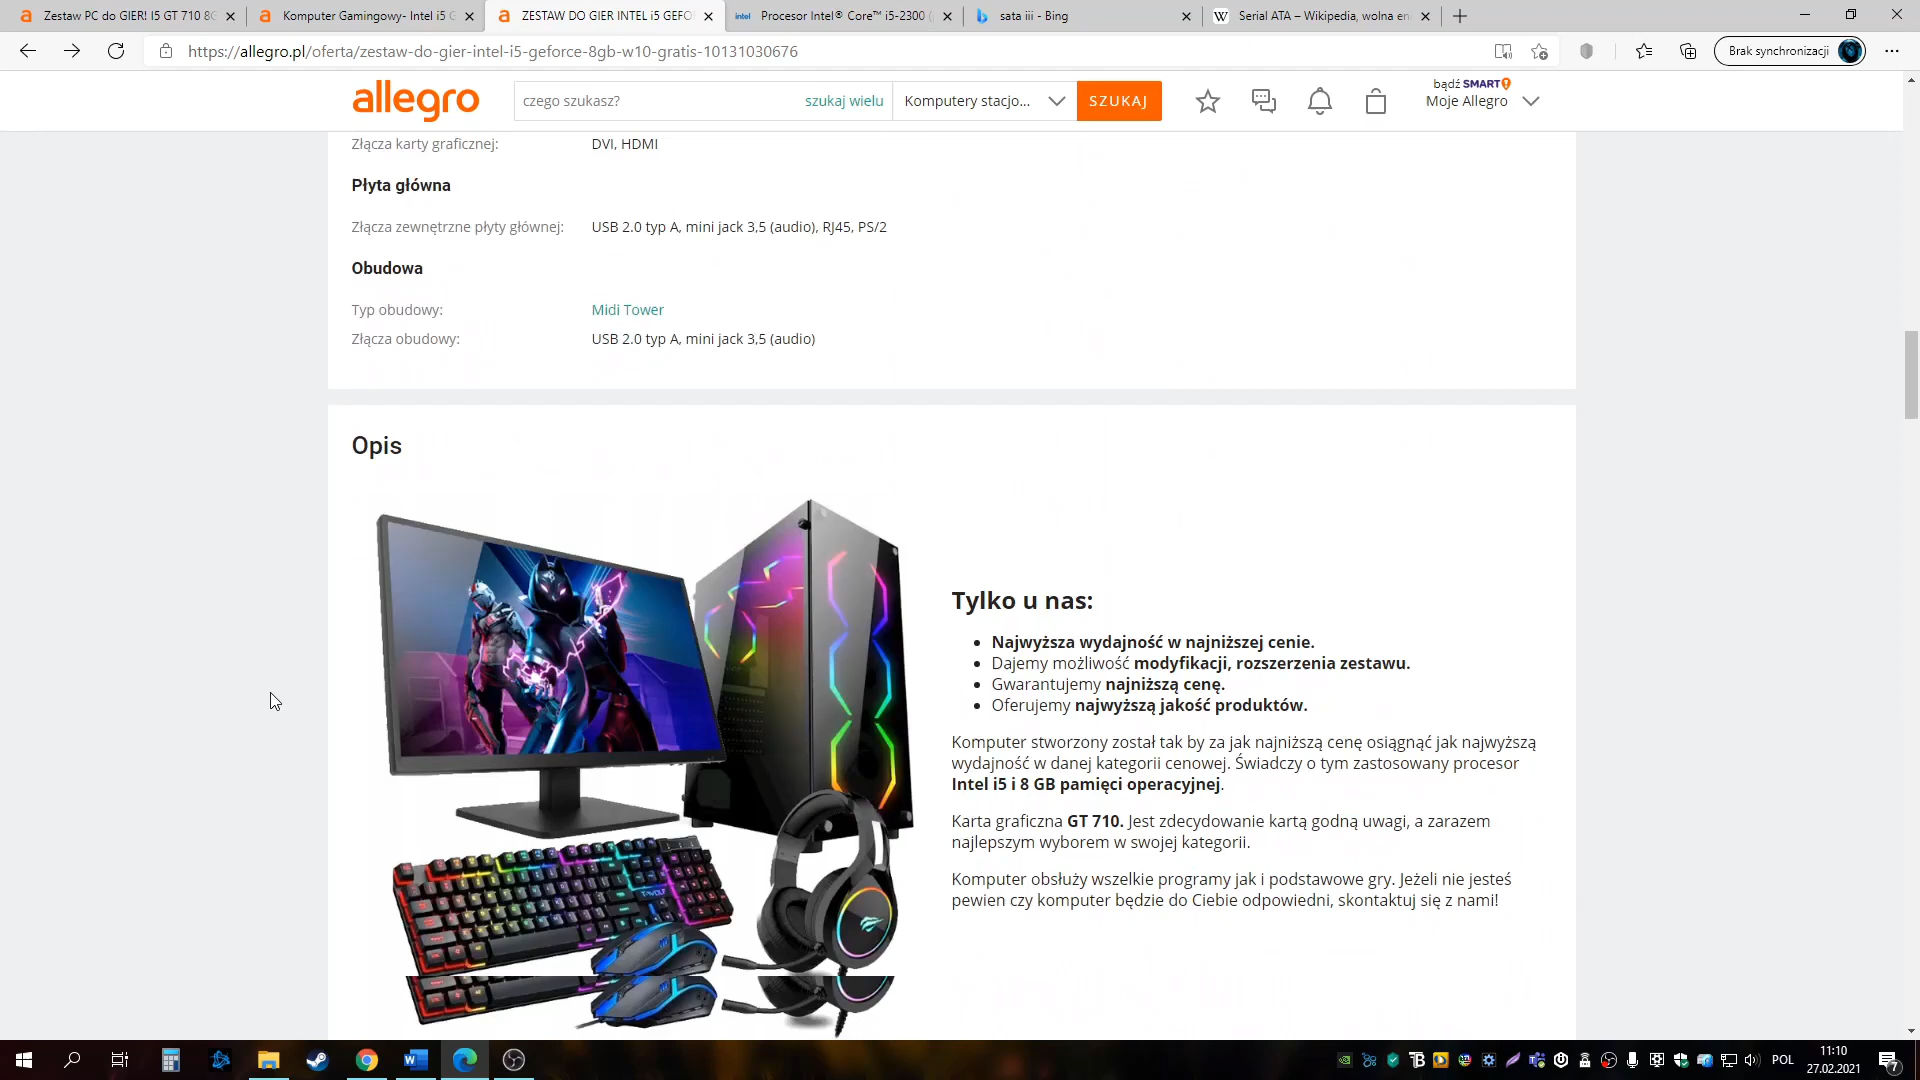 Zestaw PC do GIER! I5 GT 710 8G
Komputer Gamingowy- Intel i5 G
ZESTAW DO GIER INTEL i5 GEFO
intel Procesor Intel® Core™ i5-2300 (
sata iii - Bing
W Serial ATA – Wikipedia, wolna en
https://allegro.pl/oferta/zestaw-do-gier-intel-i5-geforce-8gb-w10-gratis-10131030676
Brak synchronizacji
allegro
czego szukasz?
szukaj wielu
Komputery stacjo...
SZUKAJ
bądź SMART!
Moje Allegro
Złącza karty graficznej: DVI, HDMI
Płyta główna
Złącza zewnętrzne płyty głównej: USB 2.0 typ A, mini jack 3,5 (audio), RJ45, PS/2
Obudowa
Typ obudowy: Midi Tower
Złącza obudowy: USB 2.0 typ A, mini jack 3,5 (audio)
Opis
Tylko u nas:
• Najwyższa wydajność w najniższej cenie.
• Dajemy możliwość modyfikacji, rozszerzenia zestawu.
• Gwarantujemy najniższą cenę.
• Oferujemy najwyższą jakość produktów.
Komputer stworzony został tak by za jak najniższą cenę osiągnąć jak najwyższą
wydajność w danej kategorii cenowej. Świadczy o tym zastosowany procesor
Intel i5 i 8 GB pamięci operacyjnej.
Karta graficzna GT 710. Jest zdecydowanie kartą godną uwagi, a zarazem
najlepszym wyborem w swojej kategorii.
Komputer obsłuży wszelkie programy jak i podstawowe gry. Jeżeli nie jesteś
pewien czy komputer będzie do Ciebie odpowiedni, skontaktuj się z nami!
POL
11:10
27.02.2021
7